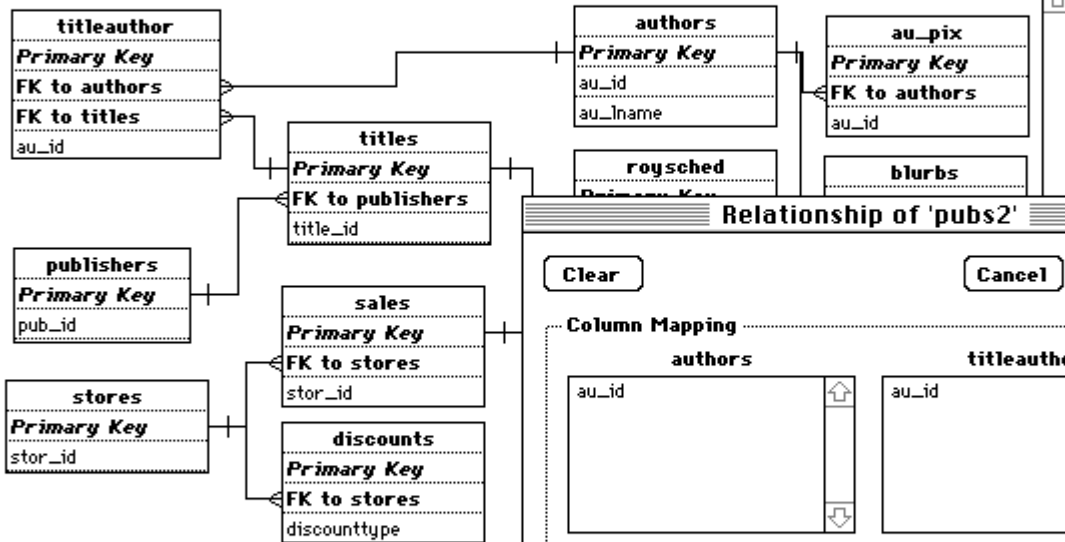 titleauthor
Primary Key
FK to authors
FK to titles
au_id
authors
Primary Key
au_id
au_lname
au_pix
Primary Key
FK to authors
au_id
titles
Primary Key
FK to publishers
title_id
roysched
Primary Key
blurbs
publishers
Primary Key
pub_id
sales
Primary Key
FK to stores
stor_id
stores
Primary Key
stor_id
discounts
Primary Key
FK to stores
discounttype
Relationship of 'pubs2'
Clear
Cancel
Column Mapping
authors
titleautho
au_id
au_id